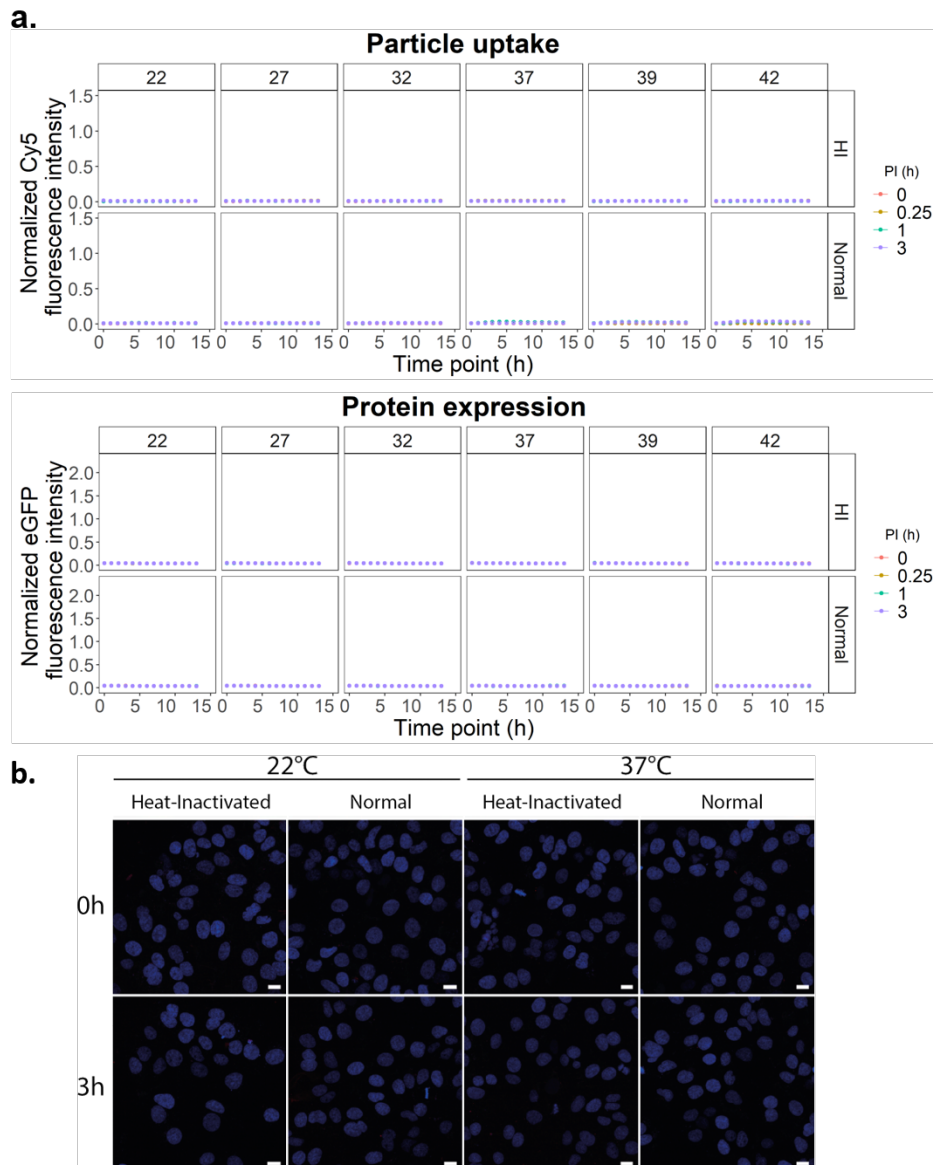 a.
Particle uptake
22 27 32 37 39 42
Normalized Cy5
fluorescence intensity
1.5
1.0
0.5
0.0
HI
1.5
1.0
0.5
0.0
Normal
0 5 10 15 0 5 10 15 0 5 10 15 0 5 10 15 0 5 10 15 0 5 10 15
Time point (h)
PI (h)
0
0.25
1
3
Protein expression
22 27 32 37 39 42
Normalized eGFP
fluorescence intensity
2.0
1.5
1.0
0.5
0.0
HI
2.0
1.5
1.0
0.5
0.0
Normal
0 5 10 15 0 5 10 15 0 5 10 15 0 5 10 15 0 5 10 15 0 5 10 15
Time point (h)
PI (h)
0
0.25
1
3
b.
22°C 37°C
Heat-Inactivated Normal Heat-Inactivated Normal
0h
3h